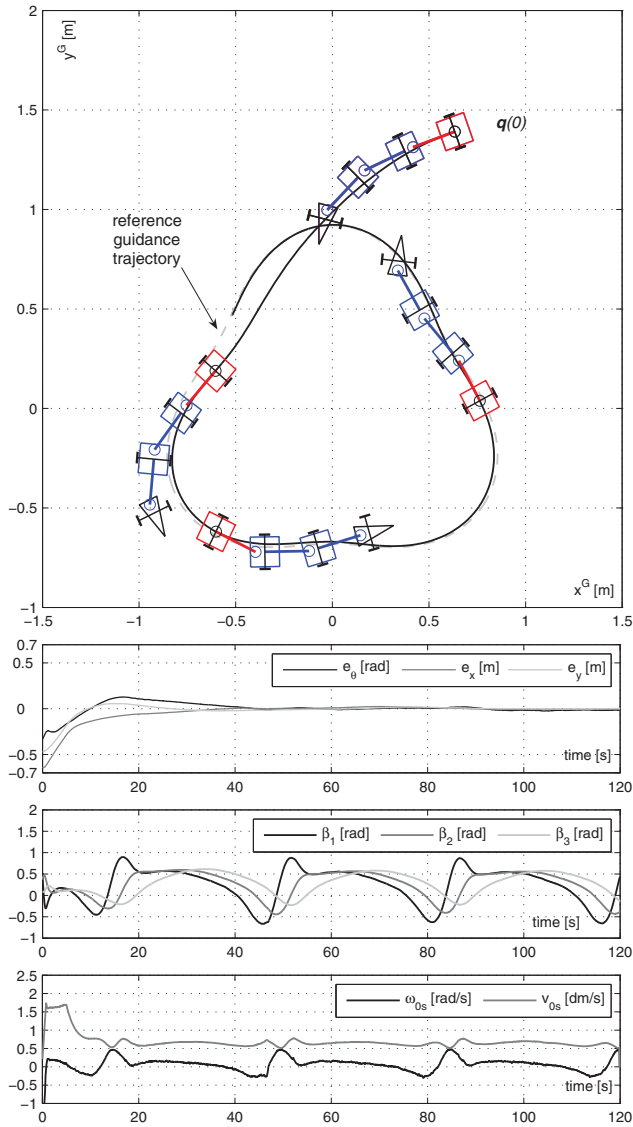 2
y^G [m]
1.5
q(0)
1
reference
guidance
trajectory
0.5
0
−0.5
−1
x^G [m]
−1.5 −1 −0.5 0 0.5 1 1.5
0.7
0.5
0
−0.5
−0.7
e_θ [rad] e_x [m] e_y [m]
time [s]
0 20 40 60 80 100 120
2
1.5
1
0.5
0
−0.5
−1
β_1 [rad] β_2 [rad] β_3 [rad]
time [s]
0 20 40 60 80 100 120
2.5
2
1.5
1
0.5
0
−0.5
−1
ω_0s [rad/s] v_0s [dm/s]
time [s]
0 20 40 60 80 100 120